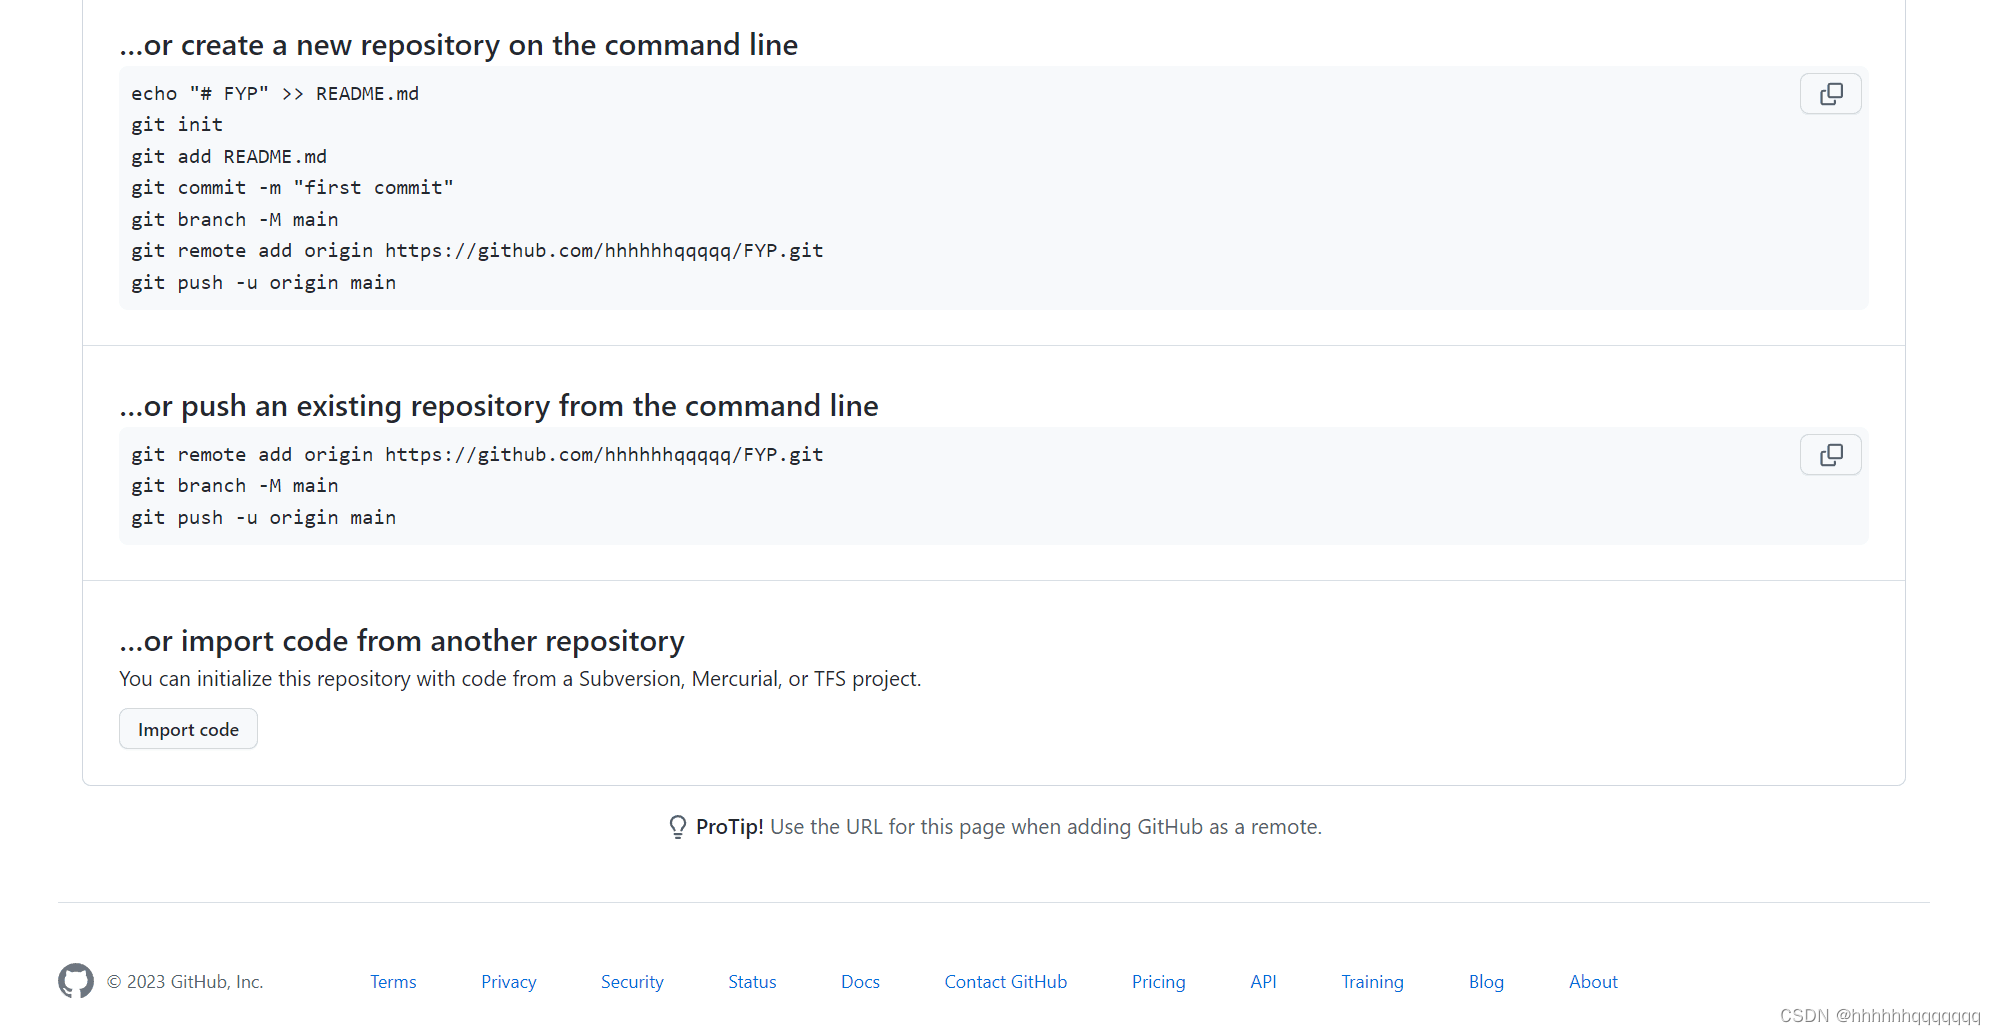 ...or create a new repository on the command line
echo "# FYP" >> README.md
git init
git add README.md
git commit -m "first commit"
git branch -M main
git remote add origin https://github.com/hhhhhhqqqqq/FYP.git
git push -u origin main
...or push an existing repository from the command line
git remote add origin https://github.com/hhhhhhqqqqq/FYP.git
git branch -M main
git push -u origin main
...or import code from another repository
You can initialize this repository with code from a Subversion, Mercurial, or TFS project.
Import code
ProTip! Use the URL for this page when adding GitHub as a remote.
© 2023 GitHub, Inc. Terms Privacy Security Status Docs Contact GitHub Pricing API Training Blog About
CSDN @hhhhhhqqqqqqq